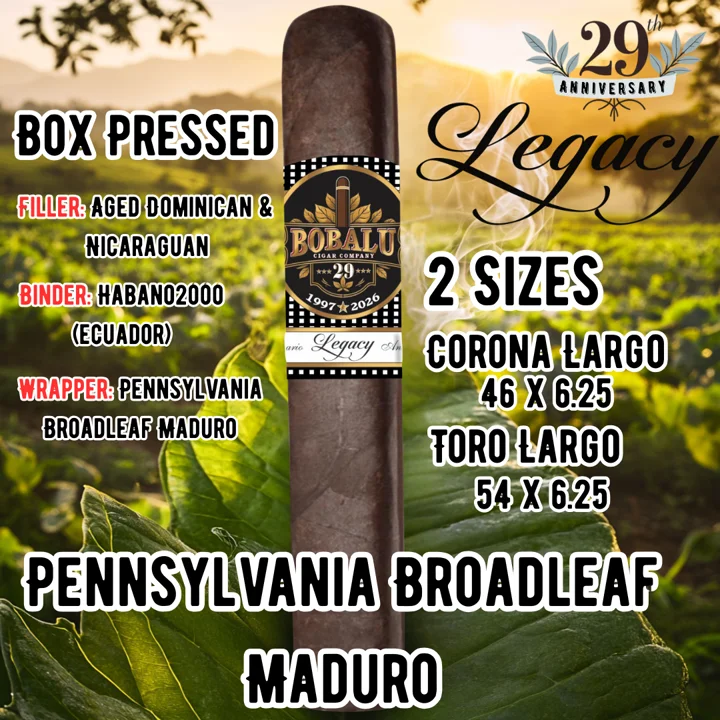 29th
ANNIVERSARY
Legacy
BOX PRESSED
FILLER: AGED DOMINICAN &
NICARAGUAN
BINDER: HABANO2000
(ECUADOR)
WRAPPER: PENNSYLVANIA
BROADLEAF MADURO
BOBALU
CIGAR COMPANY
29
1997 2026
ario Legacy An
2 SIZES
CORONA LARGO
46 X 6.25
TORO LARGO
54 X 6.25
PENNSYLVANIA BROADLEAF
MADURO